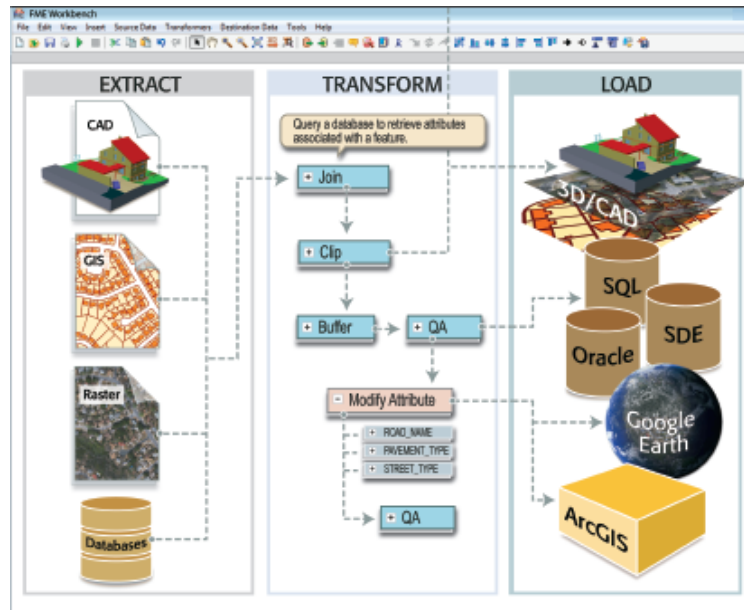 FME Workbench
File Edit View Insert Source Data Transformers Destination Data Tools Help
EXTRACT
CAD
GIS
Raster
Databases
TRANSFORM
Query a database to retrieve attributes
associated with a feature.
+ Join
+ Clip
+ Buffer
+ QA
- Modify Attribute
+ ROAD_NAME
+ PAVEMENT_TYPE
+ STREET_TYPE
+ QA
LOAD
3D/CAD
SQL
SDE
Oracle
Google
Earth
ArcGIS